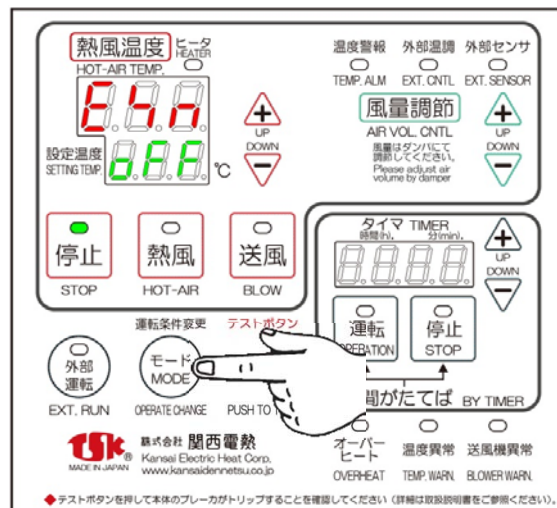 熱風温度 ヒータ
HEATER
HOT-AIR TEMP.
ESn
設定温度
SETTING TEMP.
oFF
℃
UP
DOWN
温度警報 外部温調 外部センサ
TEMP. ALM EXT. CNTL EXT. SENSOR
風量調節
AIR VOL. CNTL
風量はダンパにて
調節してください。
Please adjust air
volume by damper
UP
DOWN
停止 熱風 送風
STOP HOT-AIR BLOW
タイマ TIMER
時間(h). 分(min).
UP
DOWN
運転 停止
OPERATION STOP
間がたてば BY TIMER
運転条件変更 テストボタン
外部
運転
モード
MODE
EXT. RUN OPERATE CHANGE PUSH TO
TSK
MADE IN JAPAN
株式会社 関西電熱
Kansai Electric Heat Corp.
www.kansaidennetsu.co.jp
オーバー
ヒート
温度異常 送風機異常
OVERHEAT TEMP. WARN. BLOWER WARN.
◆テストボタンを押して本体のブレーカがトリップすることを確認してください（詳細は取扱説明書をご参照ください）。